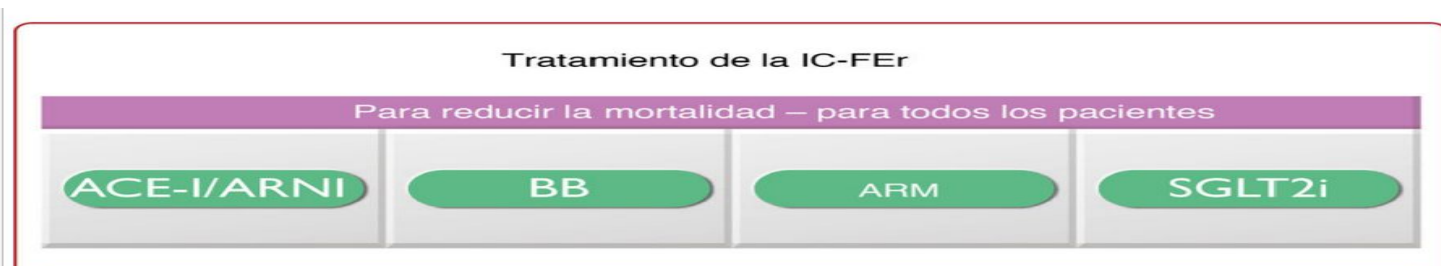 Tratamiento de la IC-FEr
Para reducir la mortalidad – para todos los pacientes
ACE-I/ARNI BB ARM SGLT2i